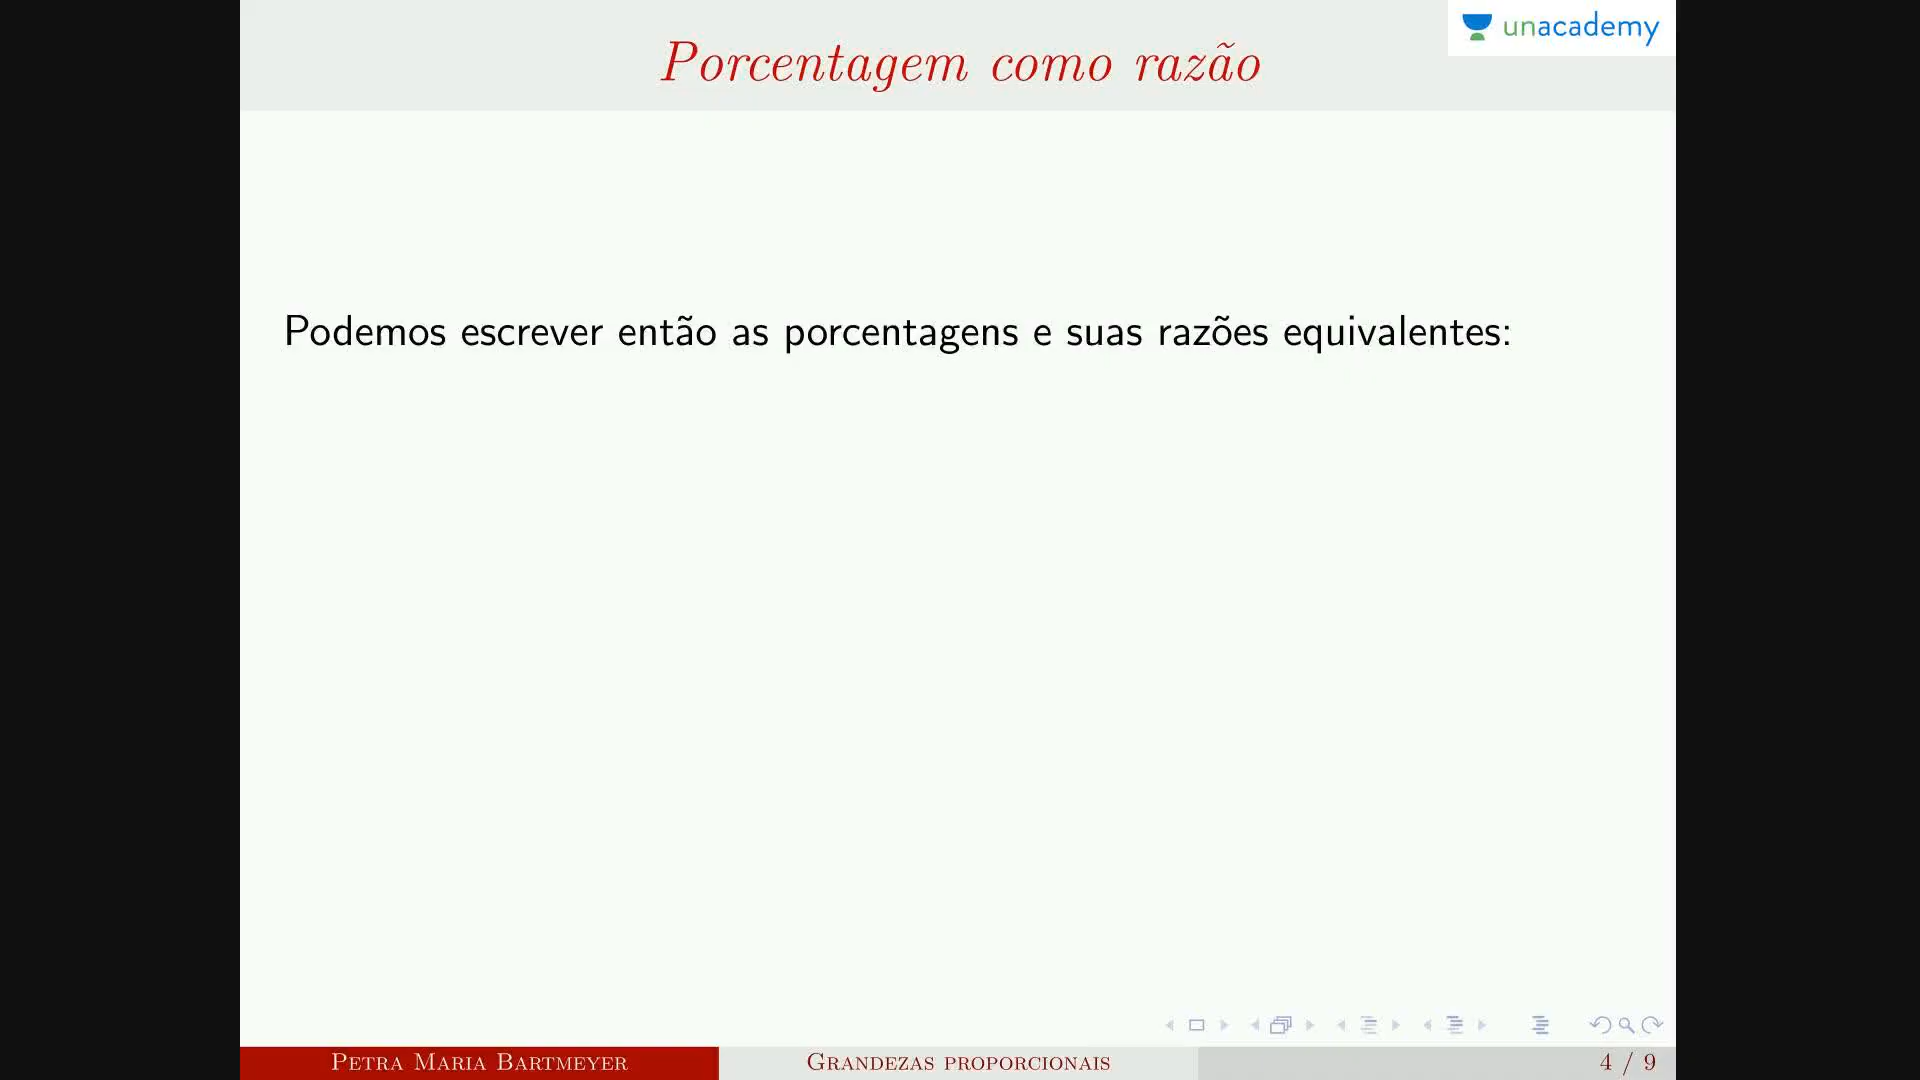 unacademy
Porcentagem como razão
Podemos escrever então as porcentagens e suas razões equivalentes:
Petra Maria Bartmeyer
Grandezas proporcionais
4 / 9